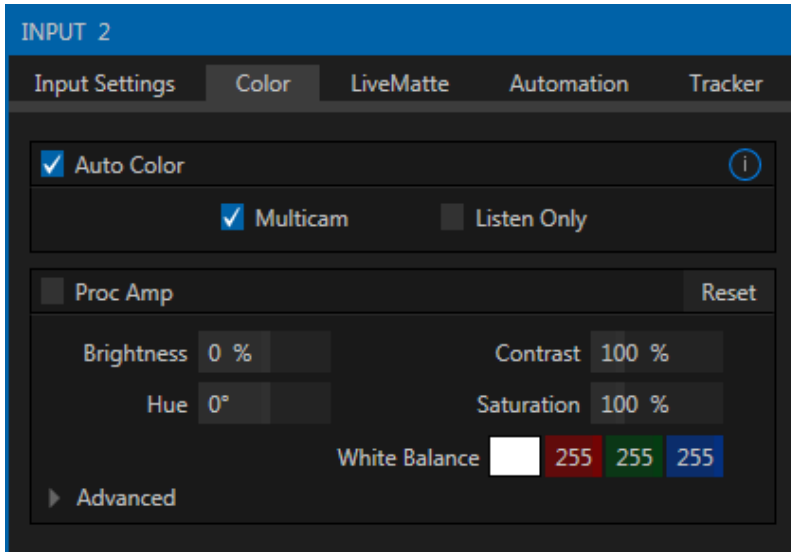 INPUT 2
Input Settings Color LiveMatte Automation Tracker
Auto Color i
Multicam Listen Only
Proc Amp Reset
Brightness 0 % Contrast 100 %
Hue 0° Saturation 100 %
White Balance 255 255 255
Advanced